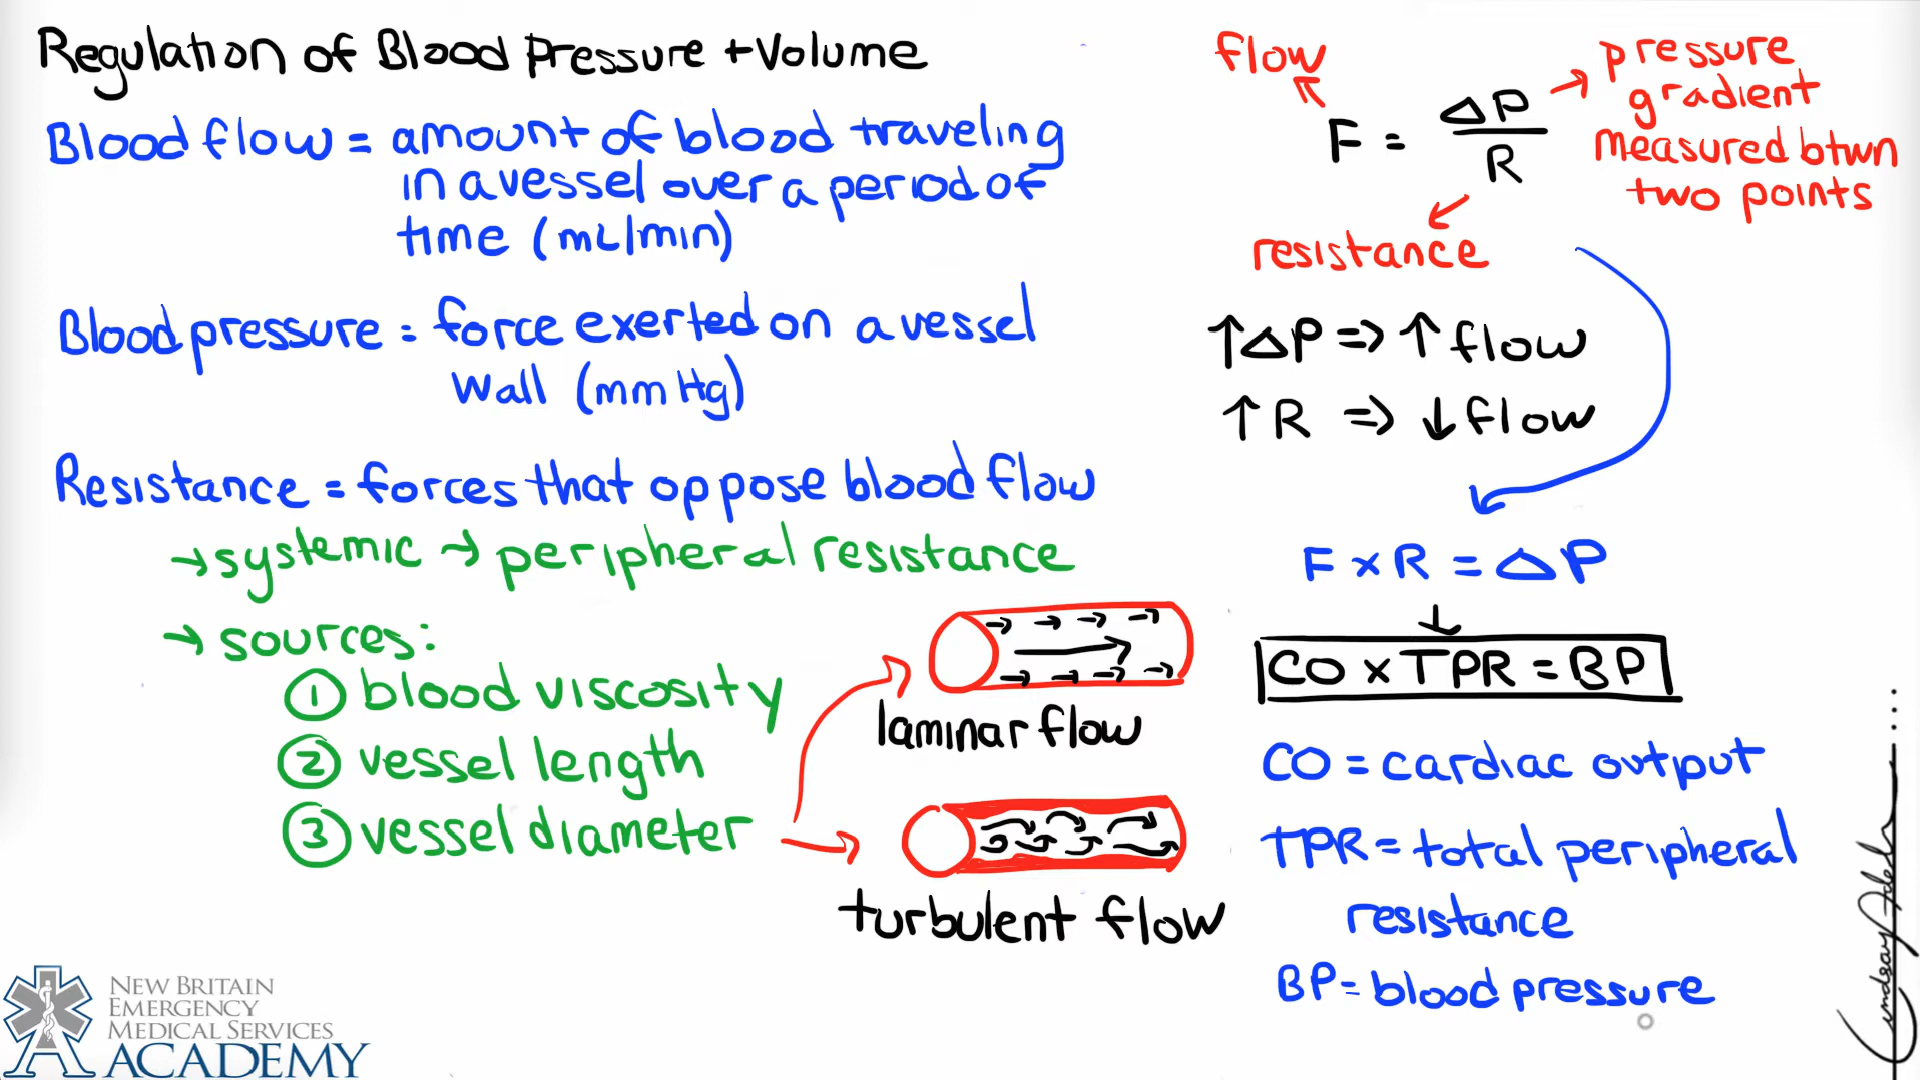 Regulation of Blood Pressure + Volume
Blood flow = amount of blood traveling
in a vessel over a period of
time (mL/min)
Blood pressure = force exerted on a vessel
wall (mmHg)
Resistance = forces that oppose blood flow
→ systemic → peripheral resistance
→ sources:
① blood viscosity
② vessel length
③ vessel diameter
laminar flow
turbulent flow
flow
F = ΔP
R
pressure
gradient
measured btwn
two points
resistance
↑ΔP => ↑ flow
↑ R => ↓ flow
F x R = ΔP
CO x TPR = BP
CO = cardiac output
TPR = total peripheral
resistance
BP = blood pressure
NEW BRITAIN
EMERGENCY
MEDICAL SERVICES
ACADEMY
Lindsay